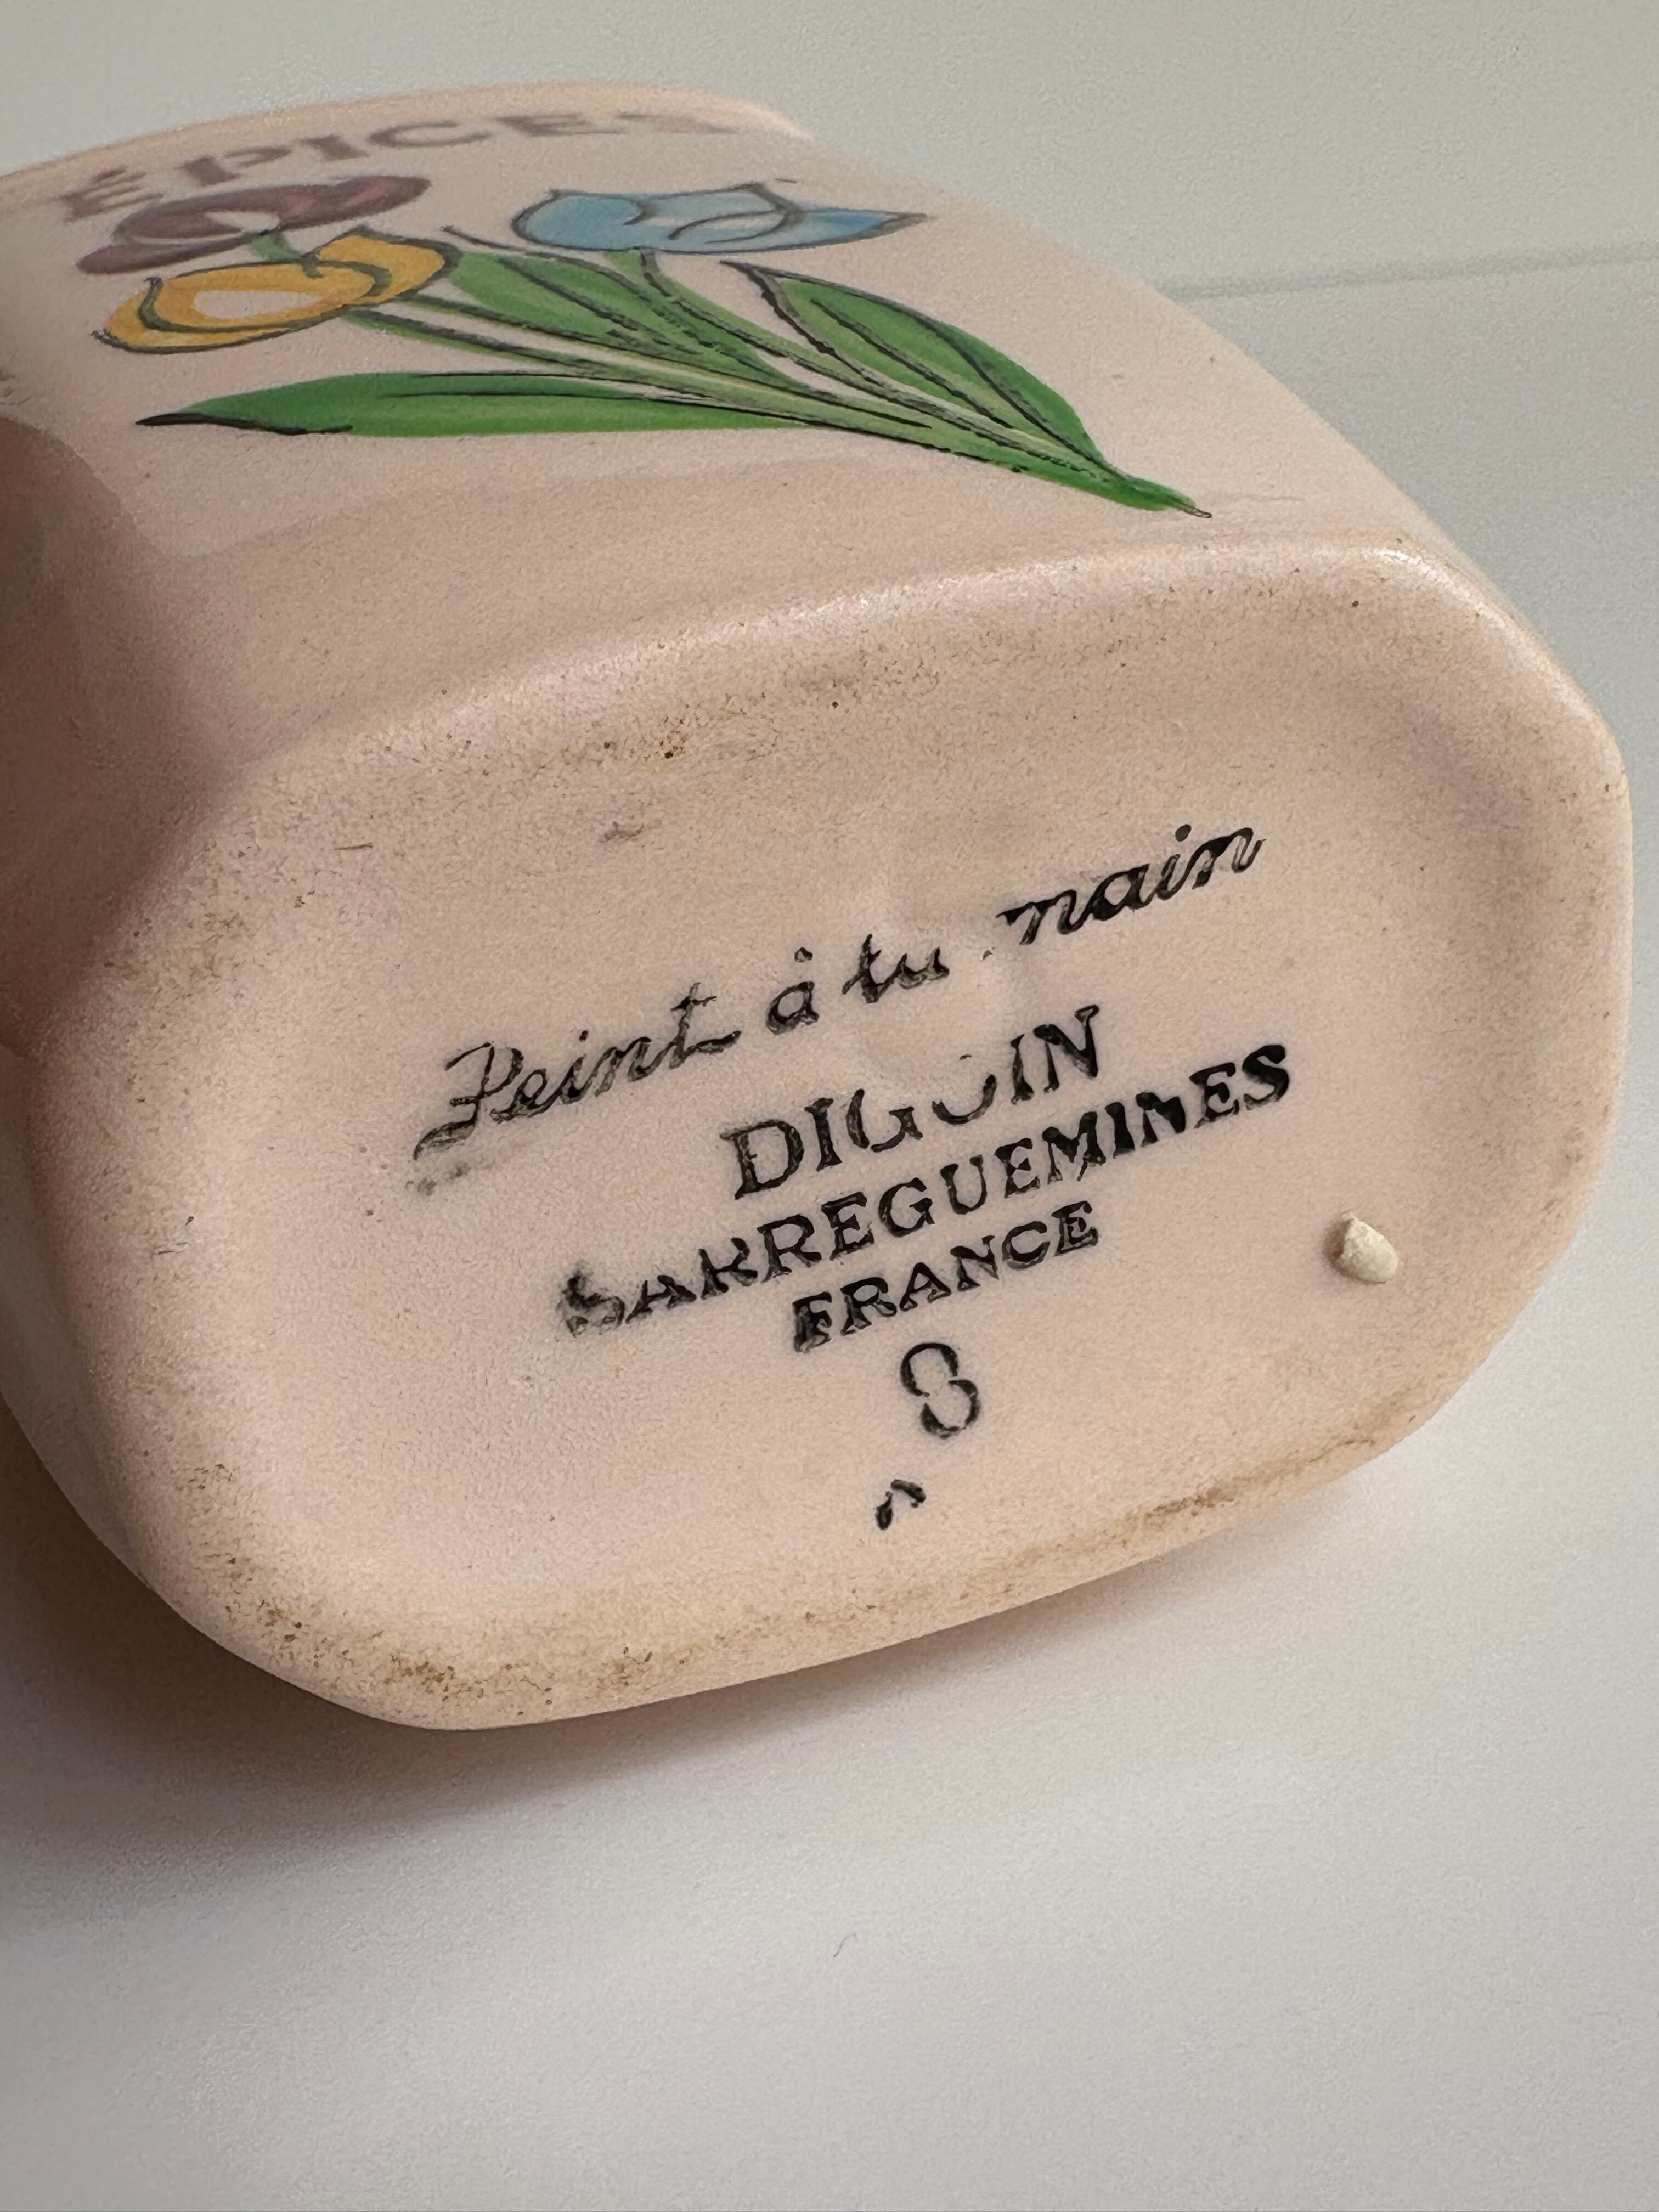 ÉPICES
Peint à la main
DIGOIN
SARREGUEMINES
FRANCE
8